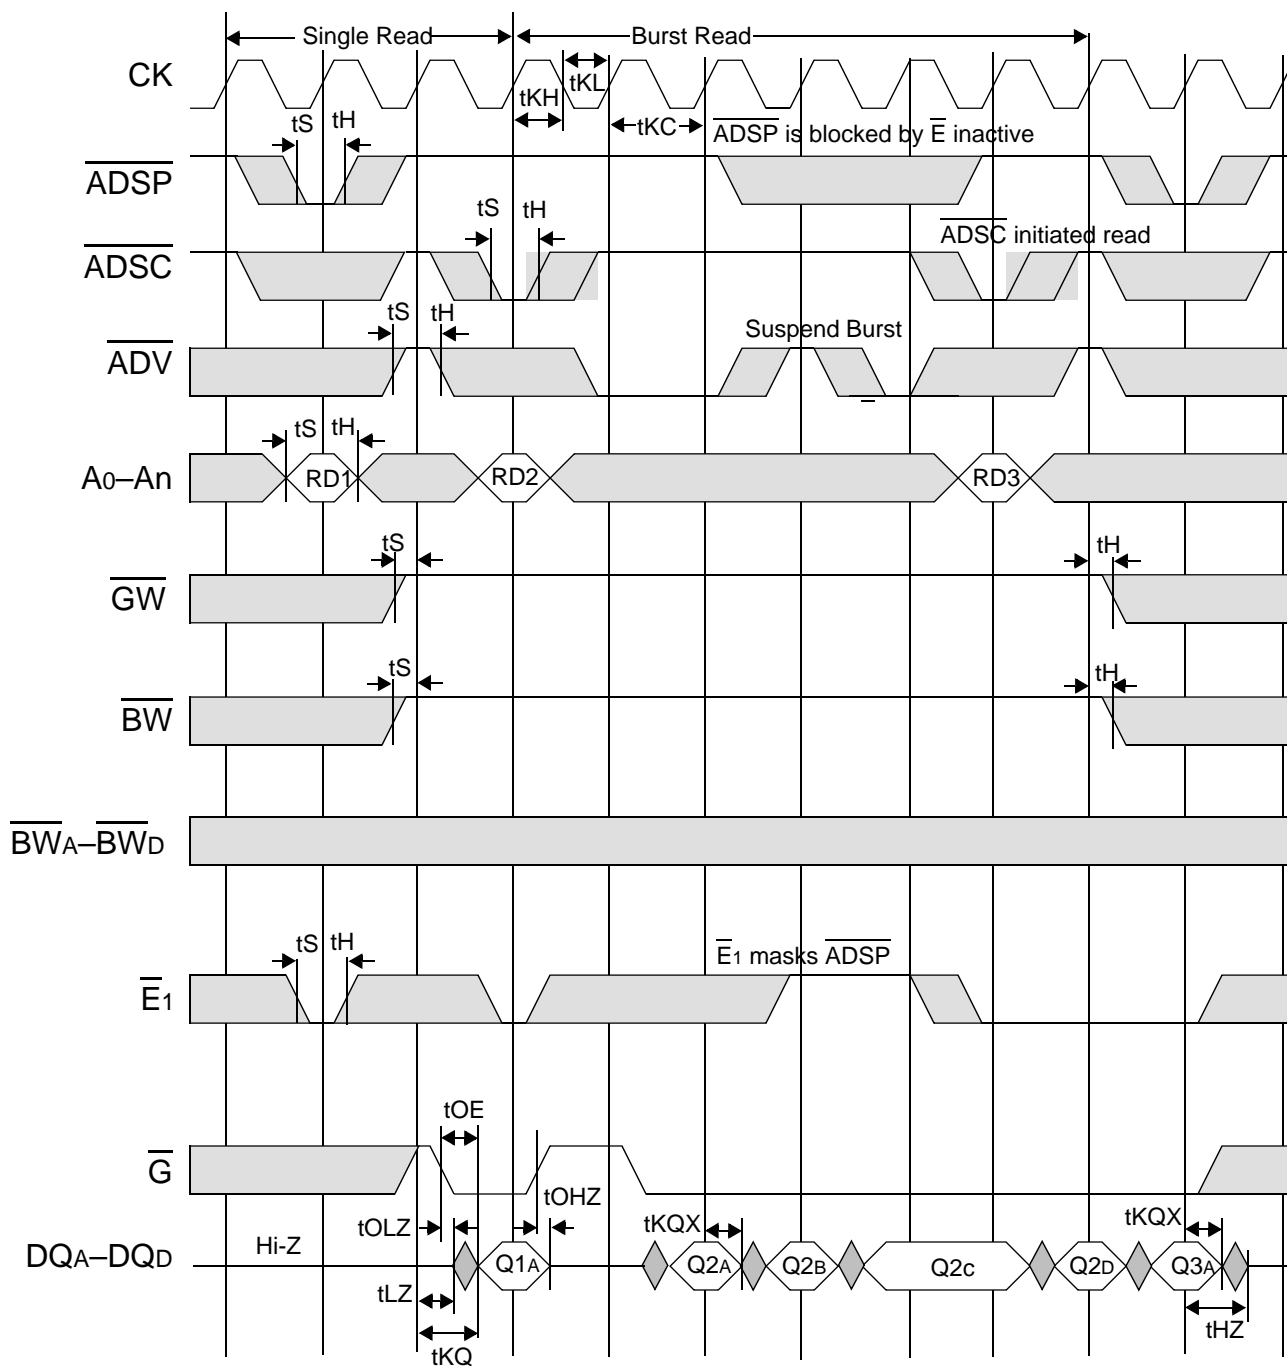 Single Read Burst Read
CK
tKL
tKH
tKC
tS tH
ADSP is blocked by E inactive
ADSP
tS tH
ADSC initiated read
ADSC
tS tH
Suspend Burst
ADV
tS tH
A0–An RD1 RD2 RD3
tS tH
GW
tS tH
BW
BWA–BWD
tS tH
E1 masks ADSP
E1
tOE
G
tOHZ
tOLZ tKQX tKQX
DQA–DQD Hi-Z Q1A Q2A Q2B Q2c Q2D Q3A
tLZ
tHZ
tKQ